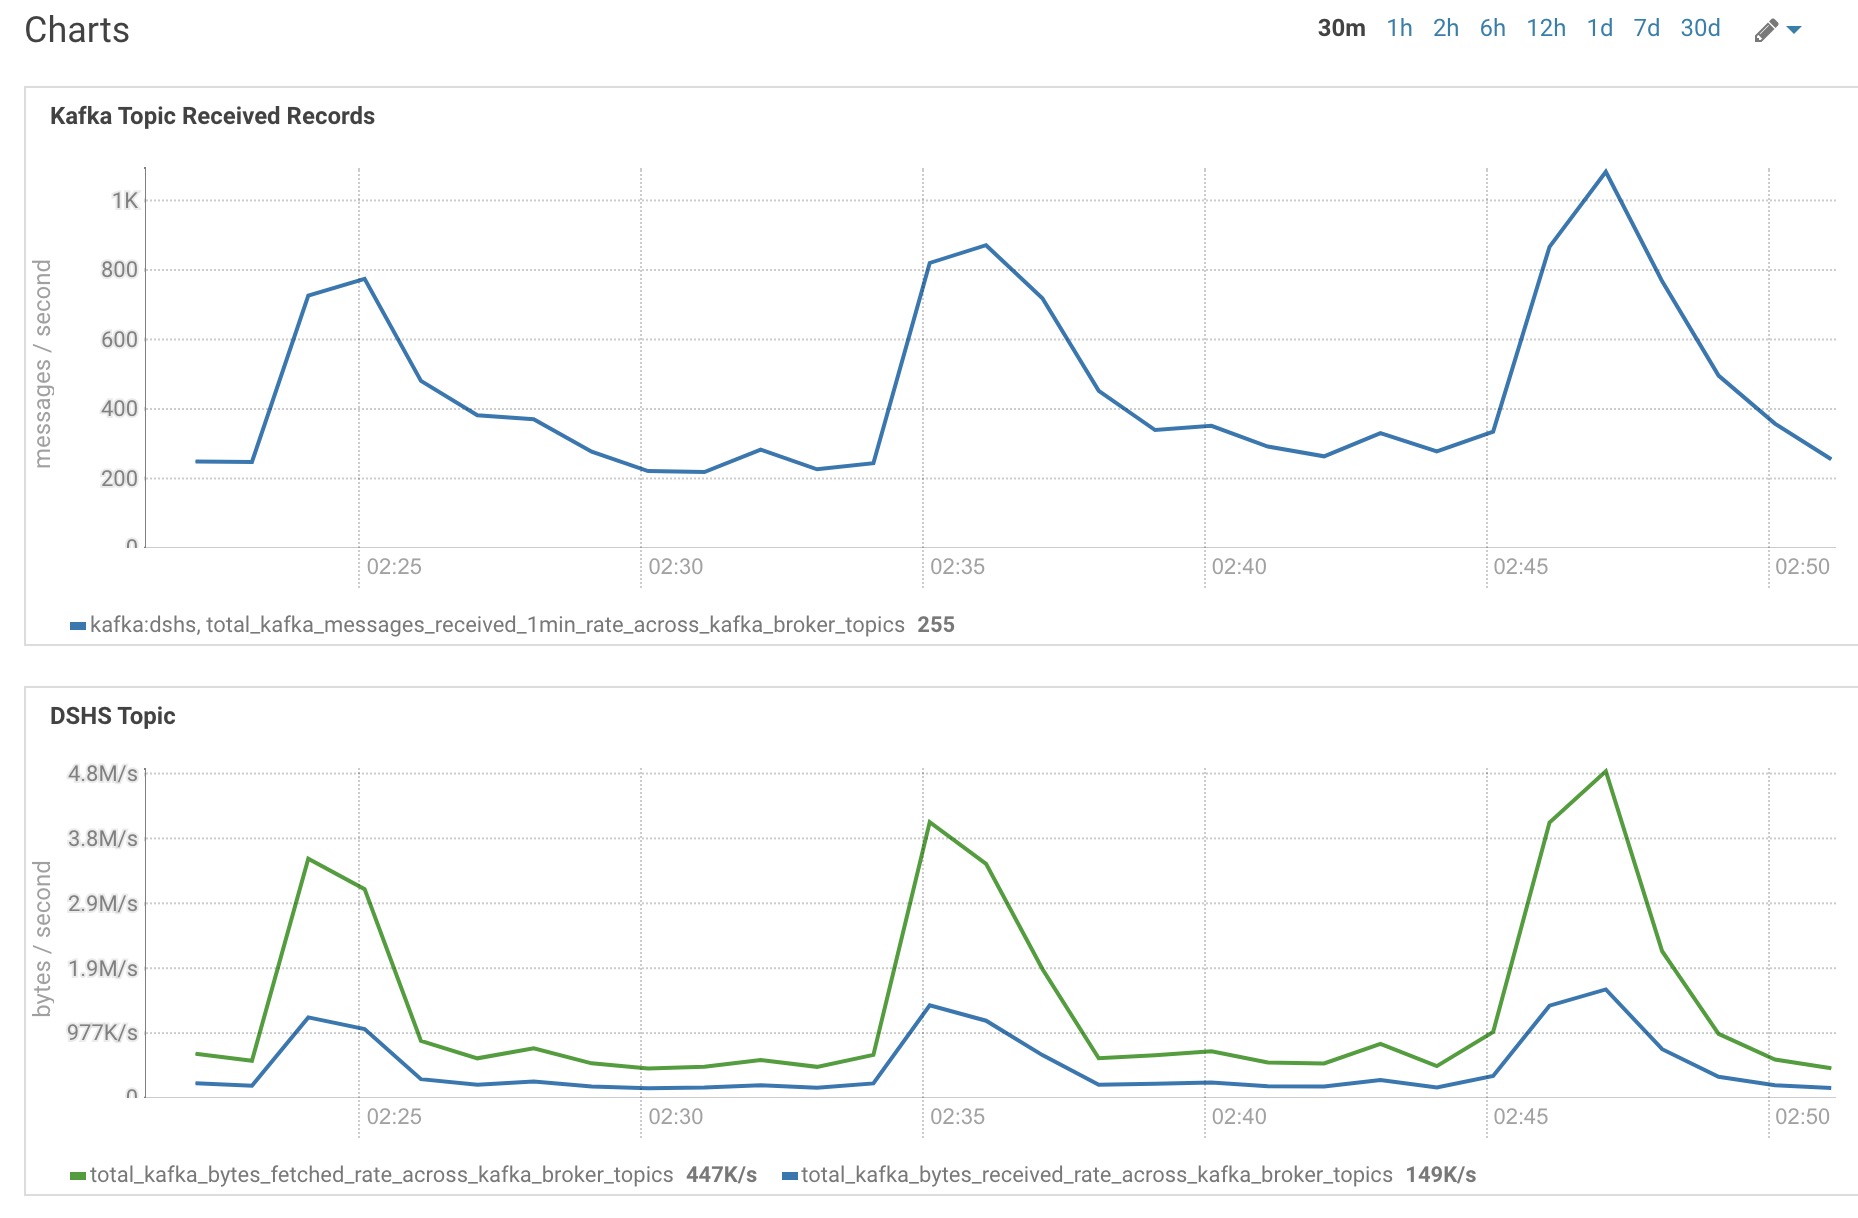 Charts
30m 1h 2h 6h 12h 1d 7d 30d
Kafka Topic Received Records
messages / second
1K
800
600
400
200
0
02:25 02:30 02:35 02:40 02:45 02:50
kafka:dshs, total_kafka_messages_received_1min_rate_across_kafka_broker_topics 255
DSHS Topic
bytes / second
4.8M/s
3.8M/s
2.9M/s
1.9M/s
977K/s
0
02:25 02:30 02:35 02:40 02:45 02:50
total_kafka_bytes_fetched_rate_across_kafka_broker_topics 447K/s total_kafka_bytes_received_rate_across_kafka_broker_topics 149K/s